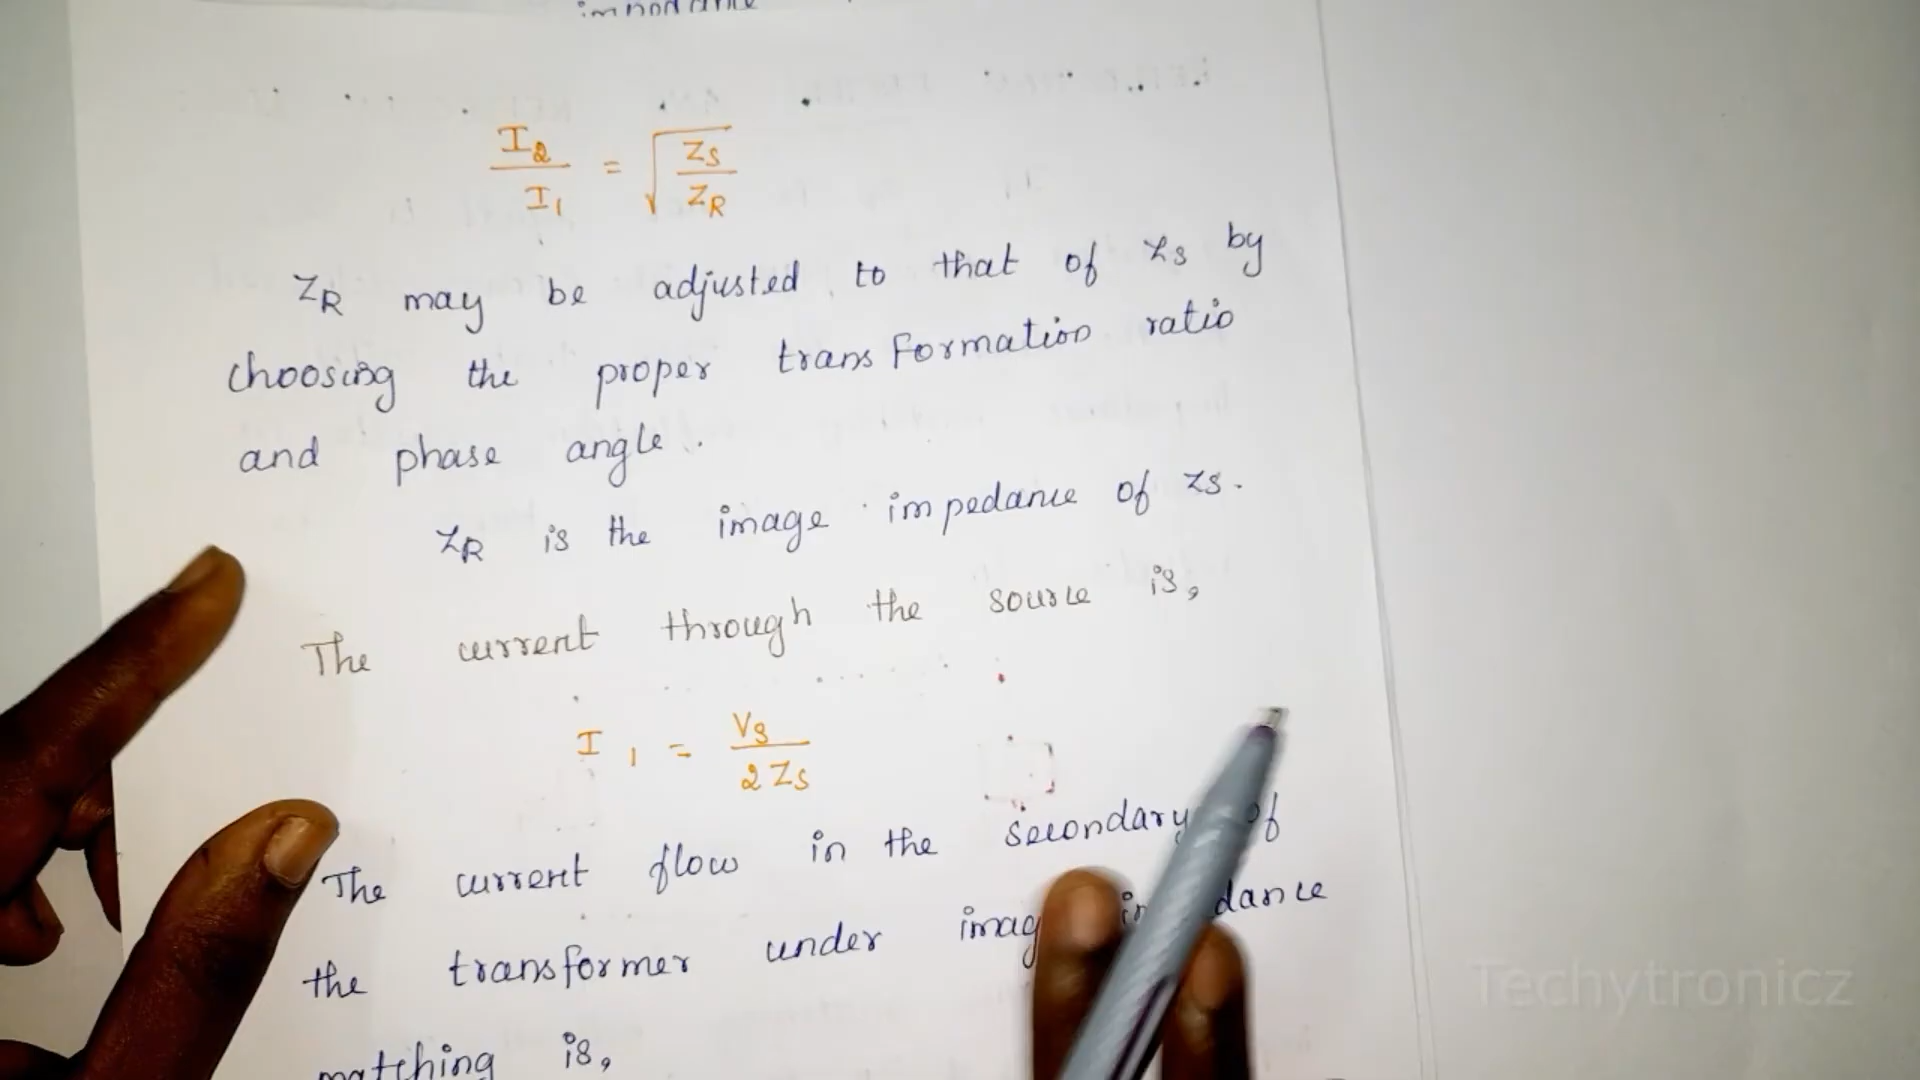 I2 / I1 = √(ZS / ZR)
ZR may be adjusted to that of Zs by
choosing the proper transFormation ratio
and phase angle.
ZR is the image impedance of ZS.
The current through the source is,
I1 = VS / 2ZS
The current flow in the secondary of
the transformer under
matching is,
Techytronicz